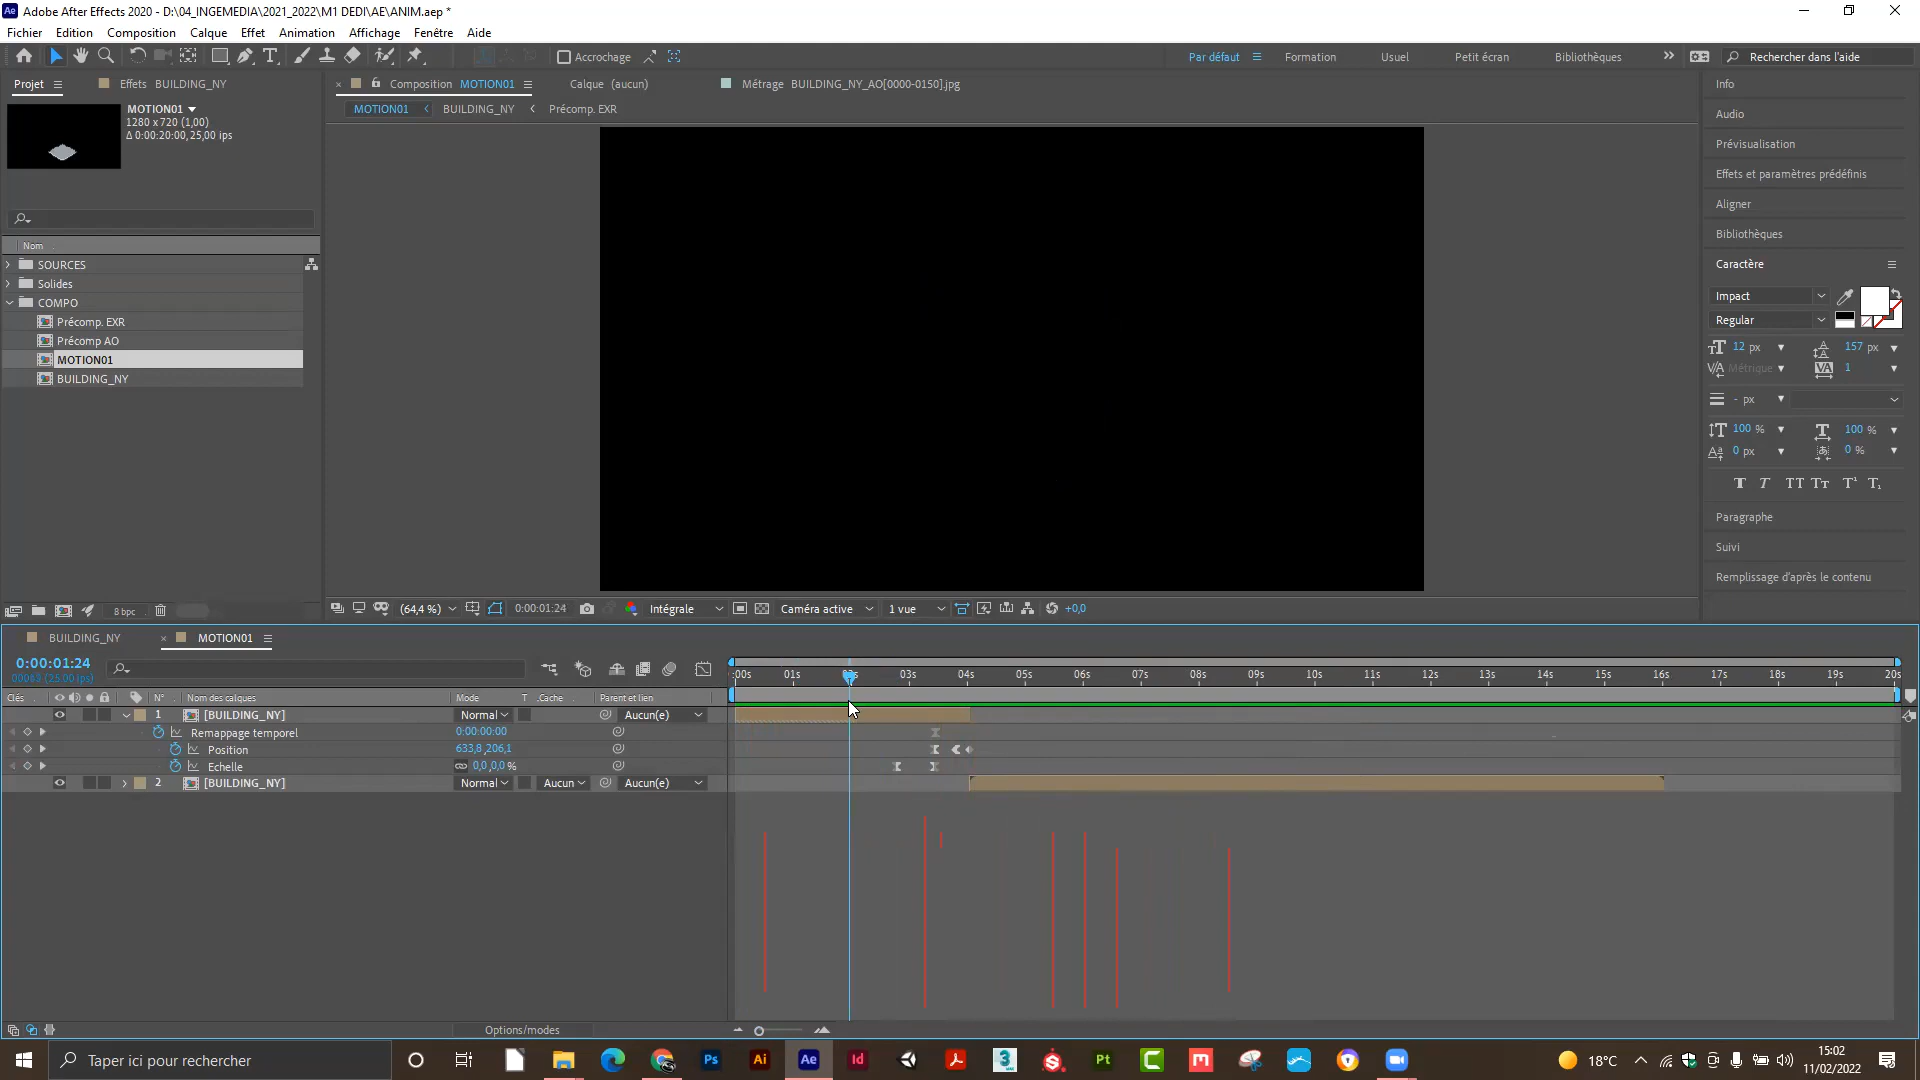 Adobe After Effects 2020 - D:\04_INGEMEDIA\2021_2022\M1 DEDI\AE\ANIM.aep *
Fichier Edition Composition Calque Effet Animation Affichage Fenêtre Aide
Accrochage Par défaut Formation Usuel Petit écran Bibliothèques Rechercher dans l'aide
Projet Effets BUILDING_NY Composition MOTION01 Calque (aucun) Métrage BUILDING_NY_AO[0000-0150].jpg Info
MOTION01 BUILDING_NY Précomp. EXR
MOTION01
1280 x 720 (1,00)
Δ 0:00:20:00, 25,00 ips
Audio
Prévisualisation
Effets et paramètres prédéfinis
Aligner
Bibliothèques
Caractère
Nom
SOURCES
Solides
COMPO
Précomp. EXR
Précomp AO
MOTION01
BUILDING_NY
Impact
Regular
12 px 157 px
Métrique 1
- px
100 % 100 %
0 px 0 %
Paragraphe
Suivi
Remplissage d'après le contenu
8 bpc (64,4 %) 0:00:01:24 Intégrale Caméra active 1 vue +0,0
BUILDING_NY MOTION01
0:00:01:24
:00s 01s 03s 04s 05s 06s 07s 08s 09s 10s 11s 12s 13s 14s 15s 16s 17s 18s 19s 20s
Clés N° Nom des calques Mode T .Cache Parent et lien
1 [BUILDING_NY] Normal Aucun(e)
Remappage temporel 0:00:00:00
Position 633,8 ,206,1
Echelle 0,0 ,0,0 %
2 [BUILDING_NY] Normal Aucun Aucun(e)
Options/modes
Taper ici pour rechercher Ps Ai Ae Id Pt 18°C 15:02
11/02/2022